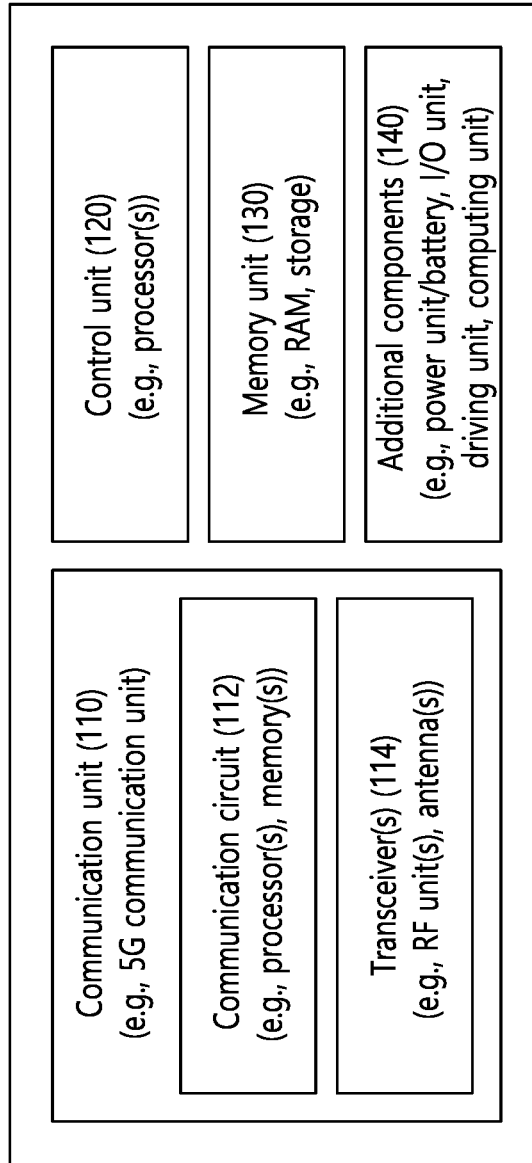 Communication unit (110)
(e.g., 5G communication unit)
Communication circuit (112)
(e.g., processor(s), memory(s))
Transceiver(s) (114)
(e.g., RF unit(s), antenna(s))
Control unit (120)
(e.g., processor(s))
Memory unit (130)
(e.g., RAM, storage)
Additional components (140)
(e.g., power unit/battery, I/O unit,
driving unit, computing unit)